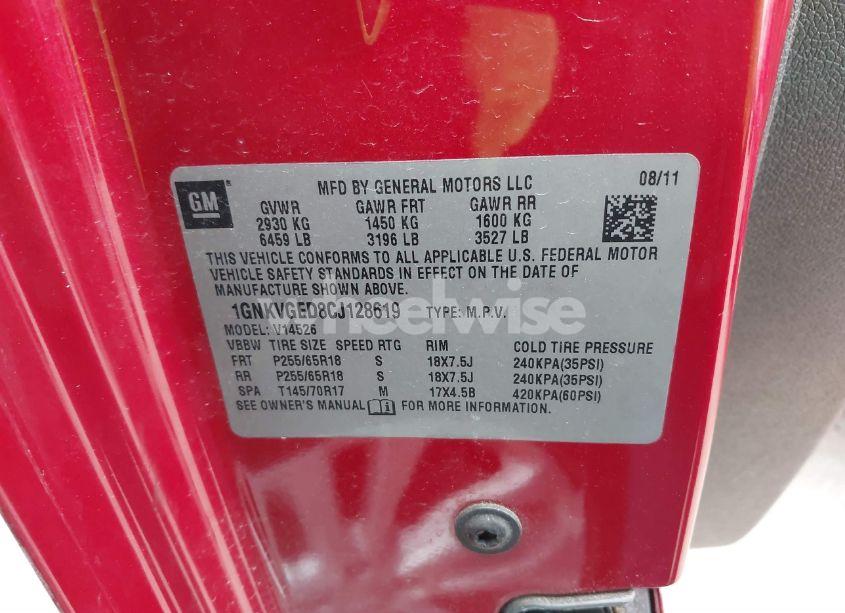 GM
MFD BY GENERAL MOTORS LLC 08/11
GVWR GAWR FRT GAWR RR
2930 KG 1450 KG 1600 KG
6459 LB 3196 LB 3527 LB
THIS VEHICLE CONFORMS TO ALL APPLICABLE U.S. FEDERAL MOTOR
VEHICLE SAFETY STANDARDS IN EFFECT ON THE DATE OF
MANUFACTURE SHOWN ABOVE.
1GNKVGED8CJ128619 TYPE: M.P.V.
wheelwise
MODEL: V14526
VBBW TIRE SIZE SPEED RTG RIM COLD TIRE PRESSURE
FRT P255/65R18 S 18X7.5J 240KPA(35PSI)
RR P255/65R18 S 18X7.5J 240KPA(35PSI)
SPA T145/70R17 M 17X4.5B 420KPA(60PSI)
SEE OWNER'S MANUAL FOR MORE INFORMATION.